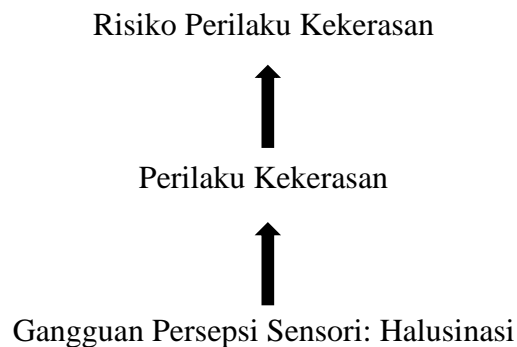 Risiko Perilaku Kekerasan
Perilaku Kekerasan
Gangguan Persepsi Sensori: Halusinasi